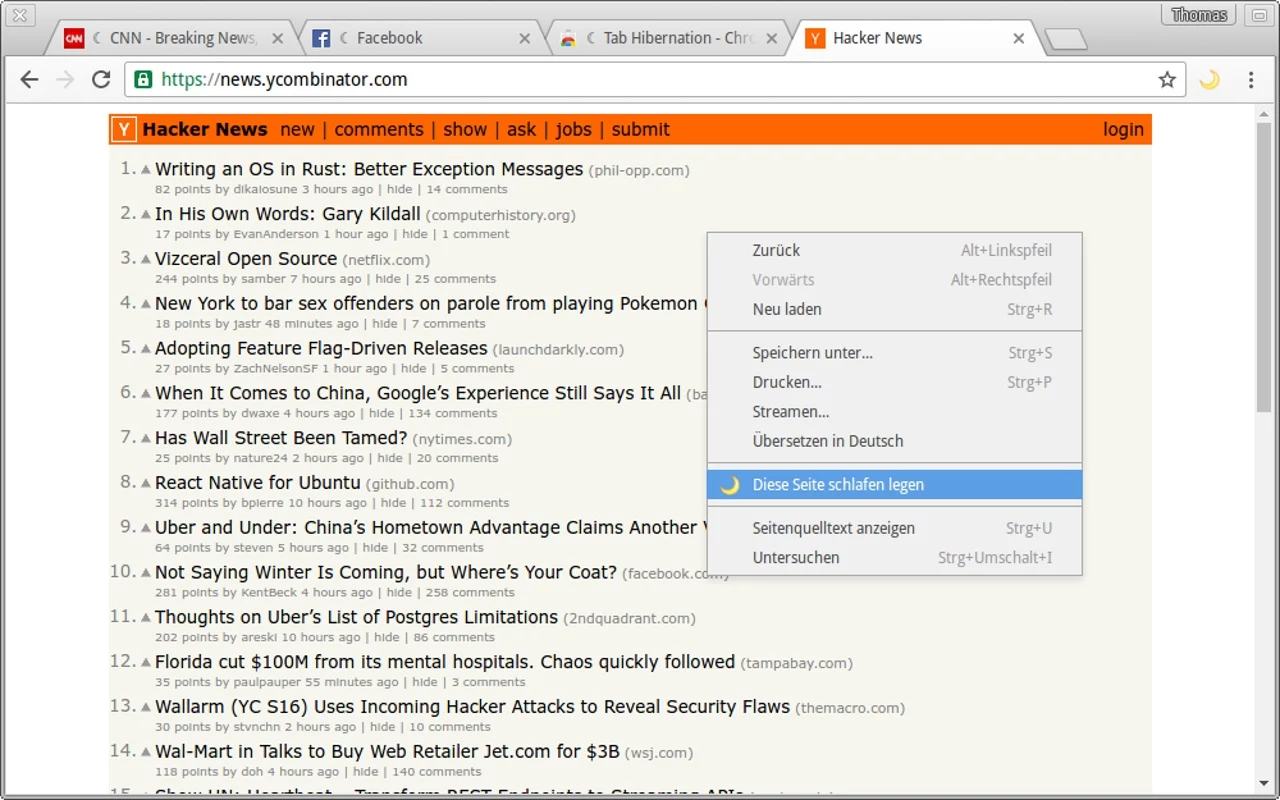 Thomas
CNN ☾ CNN - Breaking News,
☾ Facebook
☾ Tab Hibernation - Chr
Y Hacker News
https://news.ycombinator.com
Y Hacker News new | comments | show | ask | jobs | submit login
1. Writing an OS in Rust: Better Exception Messages (phil-opp.com)
82 points by dikaiosune 3 hours ago | hide | 14 comments
2. In His Own Words: Gary Kildall (computerhistory.org)
17 points by EvanAnderson 1 hour ago | hide | 1 comment
3. Vizceral Open Source (netflix.com)
244 points by samber 7 hours ago | hide | 25 comments
4. New York to bar sex offenders on parole from playing Pokemon
18 points by jastr 48 minutes ago | hide | 7 comments
5. Adopting Feature Flag-Driven Releases (launchdarkly.com)
27 points by ZachNelsonSF 1 hour ago | hide | 5 comments
6. When It Comes to China, Google’s Experience Still Says It All (ba
177 points by dwaxe 4 hours ago | hide | 134 comments
7. Has Wall Street Been Tamed? (nytimes.com)
25 points by nature24 2 hours ago | hide | 20 comments
8. React Native for Ubuntu (github.com)
314 points by bpierre 10 hours ago | hide | 112 comments
9. Uber and Under: China’s Hometown Advantage Claims Another
64 points by steven 5 hours ago | hide | 32 comments
10. Not Saying Winter Is Coming, but Where’s Your Coat? (facebook.com)
281 points by KentBeck 4 hours ago | hide | 258 comments
11. Thoughts on Uber’s List of Postgres Limitations (2ndquadrant.com)
202 points by areski 10 hours ago | hide | 86 comments
12. Florida cut $100M from its mental hospitals. Chaos quickly followed (tampabay.com)
35 points by paulpauper 55 minutes ago | hide | 3 comments
13. Wallarm (YC S16) Uses Incoming Hacker Attacks to Reveal Security Flaws (themacro.com)
30 points by stvnchn 2 hours ago | hide | 10 comments
14. Wal-Mart in Talks to Buy Web Retailer Jet.com for $3B (wsj.com)
118 points by doh 4 hours ago | hide | 140 comments
15. Show HN: Heartbeat – Transform REST Endpoints to Streaming APIs
Zurück Alt+Linkspfeil
Vorwärts Alt+Rechtspfeil
Neu laden Strg+R
Speichern unter... Strg+S
Drucken... Strg+P
Streamen...
Übersetzen in Deutsch
Diese Seite schlafen legen
Seitenquelltext anzeigen Strg+U
Untersuchen Strg+Umschalt+I